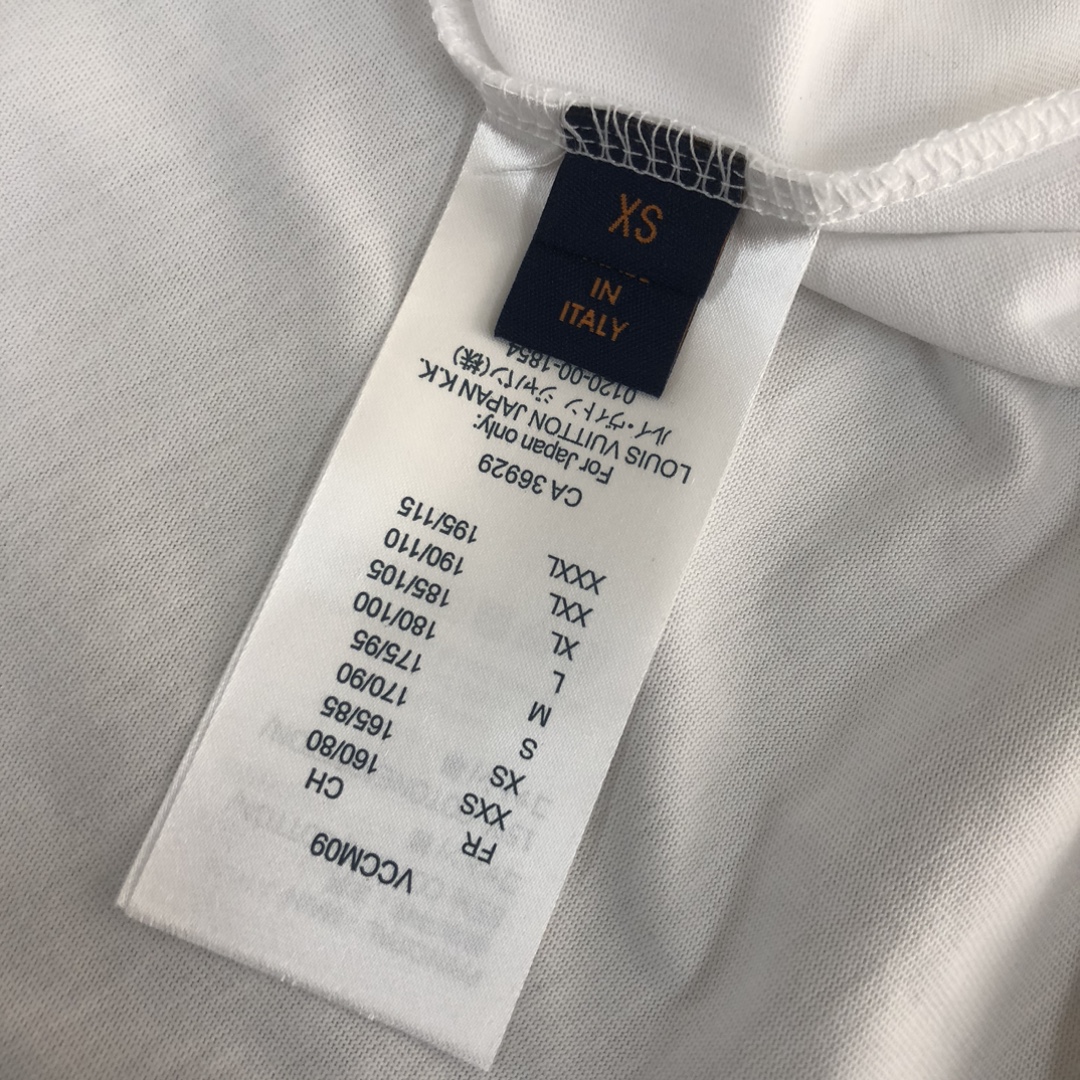 XS
IN
ITALY
VCCM09
FR CH
XXS 160/80
XS 165/85
S 170/90
M 175/95
L 180/100
XL 185/105
XXL 190/110
XXXL 195/115
CA 36929
For Japan only:
LOUIS VUITTON JAPAN K.K.
ルイ・ヴィトン ジャパン(株)
0120-00-1854